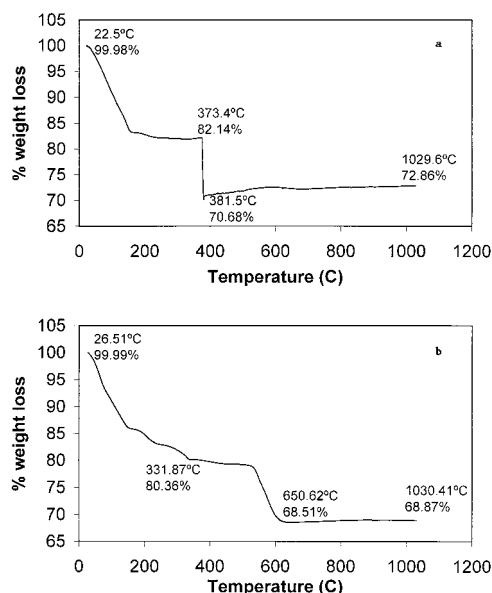 105
100
95
90
85
80
75
70
65
% weight loss
22.5ºC
99.98%
a
373.4ºC
82.14%
381.5ºC
70.68%
1029.6ºC
72.86%
0 200 400 600 800 1000 1200
Temperature (C)
105
100
95
90
85
80
75
70
65
% weight loss
26.51ºC
99.99%
b
331.87ºC
80.36%
650.62ºC
68.51%
1030.41ºC
68.87%
0 200 400 600 800 1000 1200
Temperature (C)